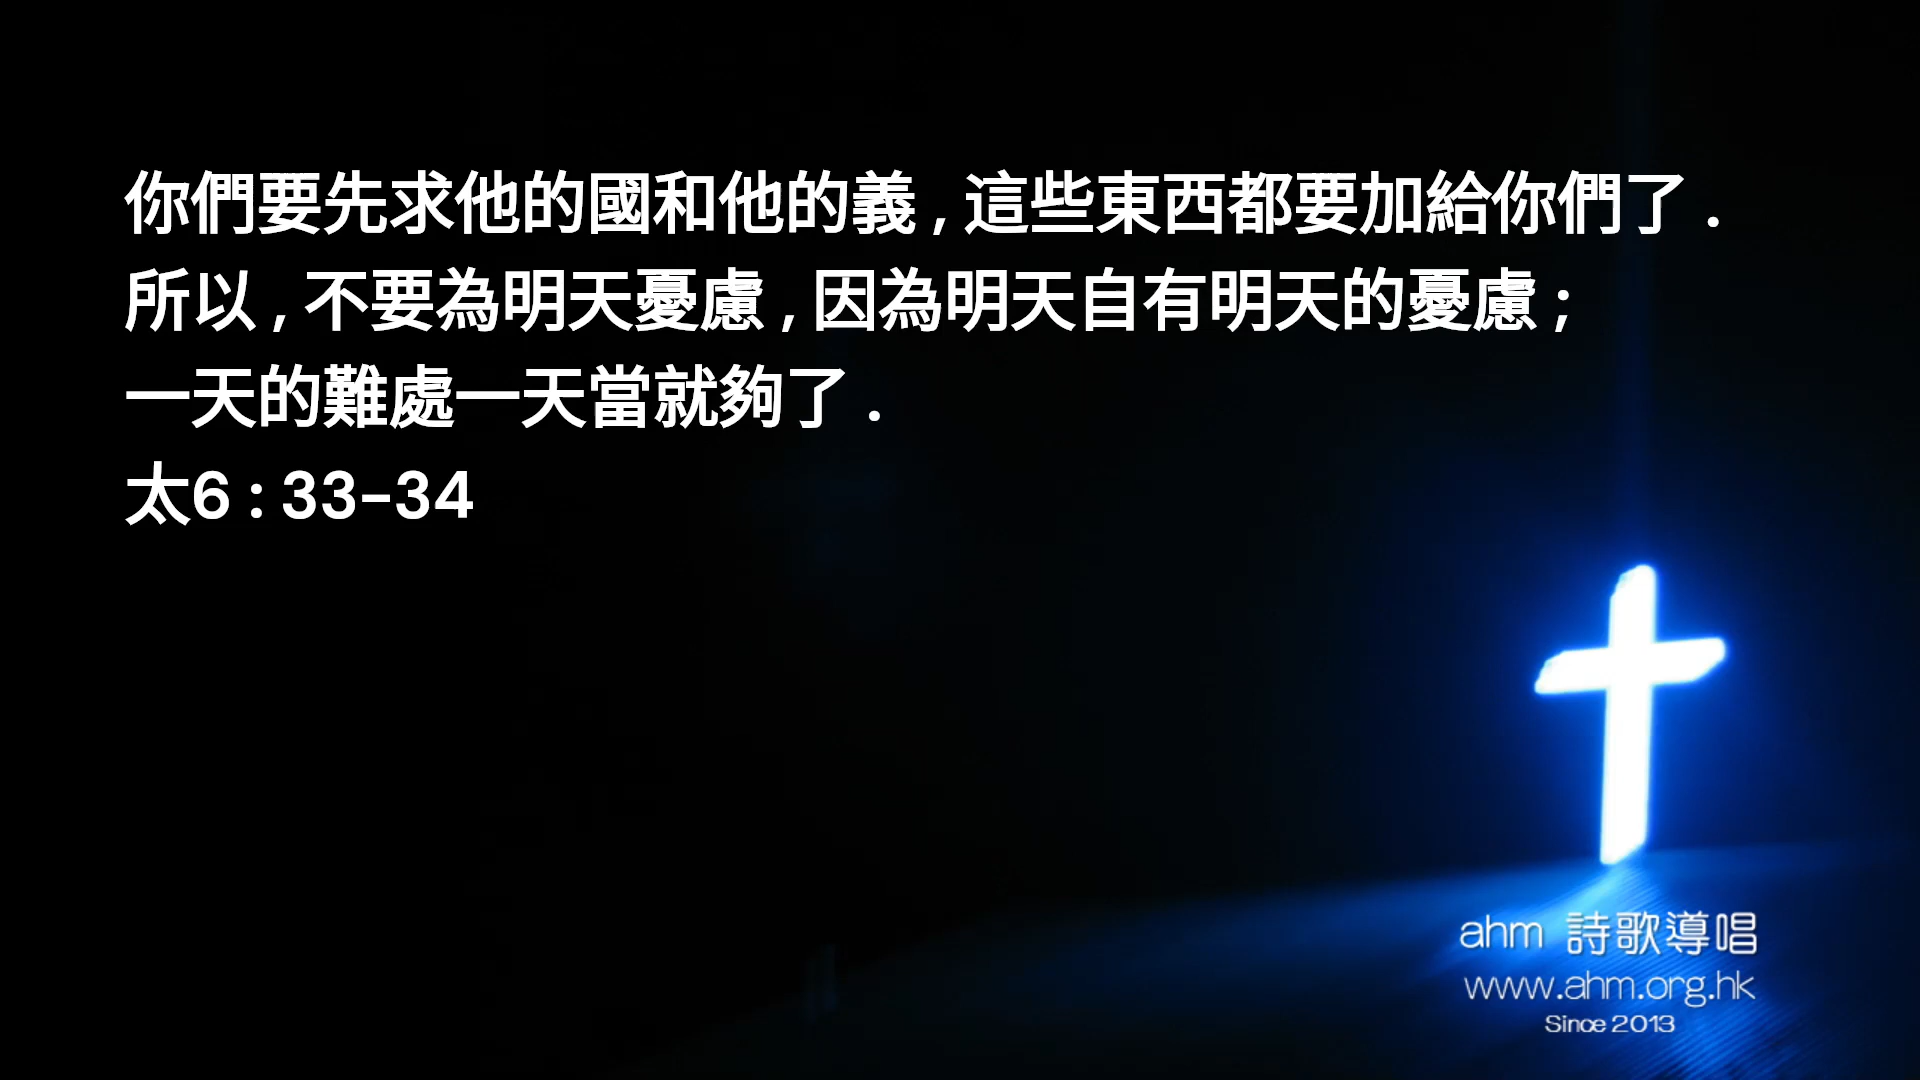 你們要先求他的國和他的義 , 這些東西都要加給你們了 .
所以 , 不要為明天憂慮 , 因為明天自有明天的憂慮 ;
一天的難處一天當就夠了 .
太6 : 33-34
ahm 詩歌導唱
www.ahm.org.hk
Since 2013